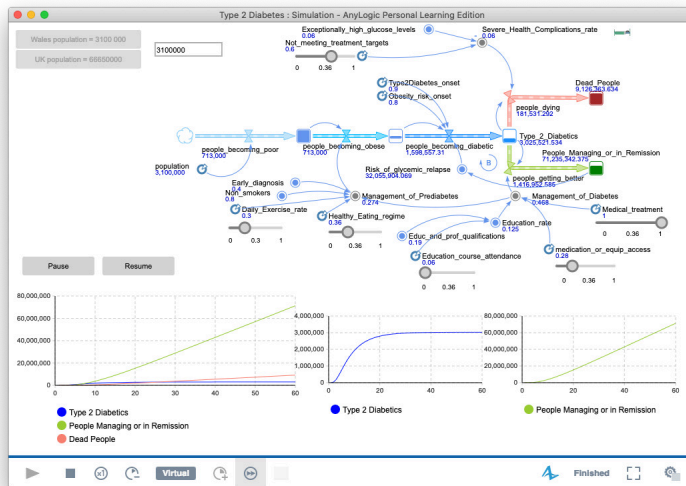 Type 2 Diabetes : Simulation - AnyLogic Personal Learning Edition
Wales population = 3100 000
UK population = 66650000
3100000
Exceptionally_high_glucose_levels
0.06
Severe_Health_Complications_rate
0.06
Not_meeting_treatment_targets
0.6
0 0.36 1
Type2Diabetes_onset
0.9
Obesity_risk_onset
0.8
Dead_People
9,126,363.634
people_dying
181,531.292
people_becoming_poor
713,000
people_becoming_obese
713,000
people_becoming_diabetic
1,598,557.31
Type_2_Diabetics
3,025,521.534
People_Managing_or_in_Remission
71,235,342.375
population
3,100,000
Risk_of_glycemic_relapse
32,055,904.069
B
people_getting_better
1,416,952.586
Early_diagnosis
0.4
Non_smokers
0.8
Management_of_Prediabetes
0.274
Management_of_Diabetes
0.468
Daily_Exercise_rate
0.3
0 0.3 1
Healthy_Eating_regime
0.36
0 0.36 1
Education_rate
0.125
Medical_treatment
1
0 0.36 1
Educ_and_prof_qualifications
0.19
Education_course_attendance
0.06
0 0.36 1
medication_or_equip_access
0.28
0 0.36 1
Pause
Resume
80,000,000
60,000,000
40,000,000
20,000,000
0
0 10 20 30 40 50 60
Type 2 Diabetics
People Managing or in Remission
Dead People
4,000,000
3,000,000
2,000,000
1,000,000
0
0 20 40 60
Type 2 Diabetics
80,000,000
60,000,000
40,000,000
20,000,000
0
0 20 40 60
People Managing or in Remission
x1
Virtual
Finished